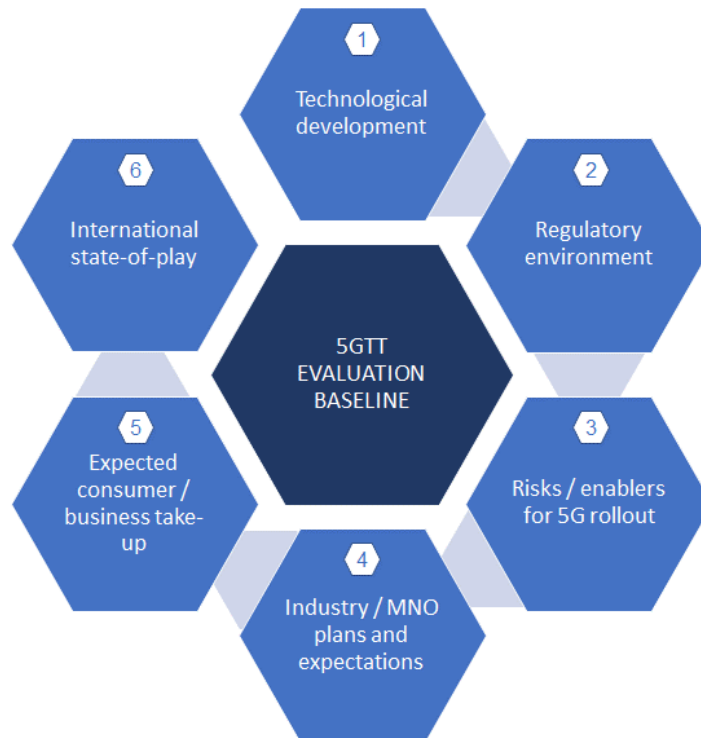 1
Technological
development
2
Regulatory
environment
3
Risks / enablers
for 5G rollout
4
Industry / MNO
plans and
expectations
5
Expected
consumer /
business take-
up
6
International
state-of-play
5GTT
EVALUATION
BASELINE